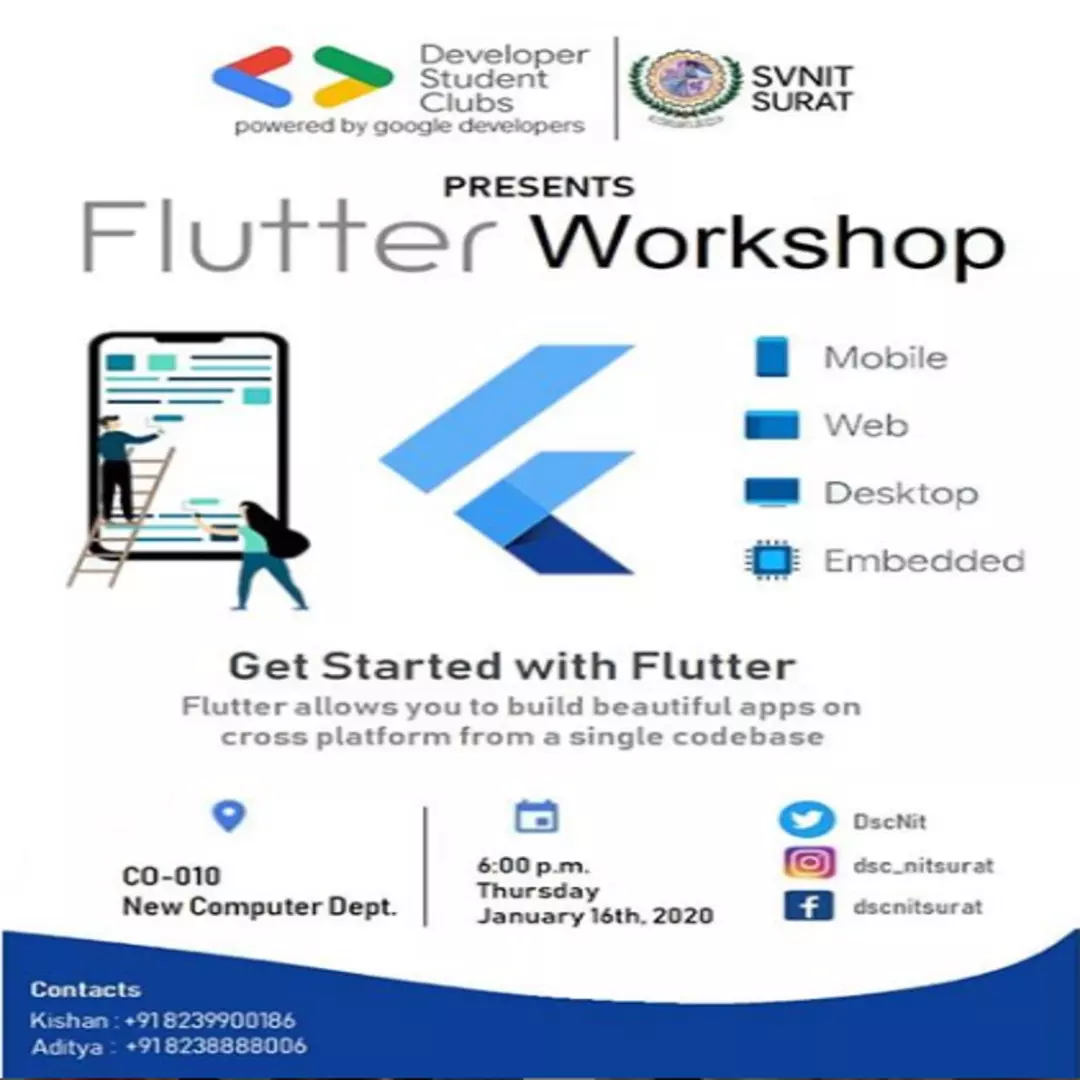 Developer
Student
Clubs
powered by google developers
SVNIT
SURAT
PRESENTS
Flutter Workshop
Mobile
Web
Desktop
Embedded
Get Started with Flutter
Flutter allows you to build beautiful apps on
cross platform from a single codebase
CO-010
New Computer Dept.
6:00 p.m.
Thursday
January 16th, 2020
DscNit
dsc_nitsurat
dscnitsurat
Contacts
Kishan : +918239900186
Aditya : +918238888006